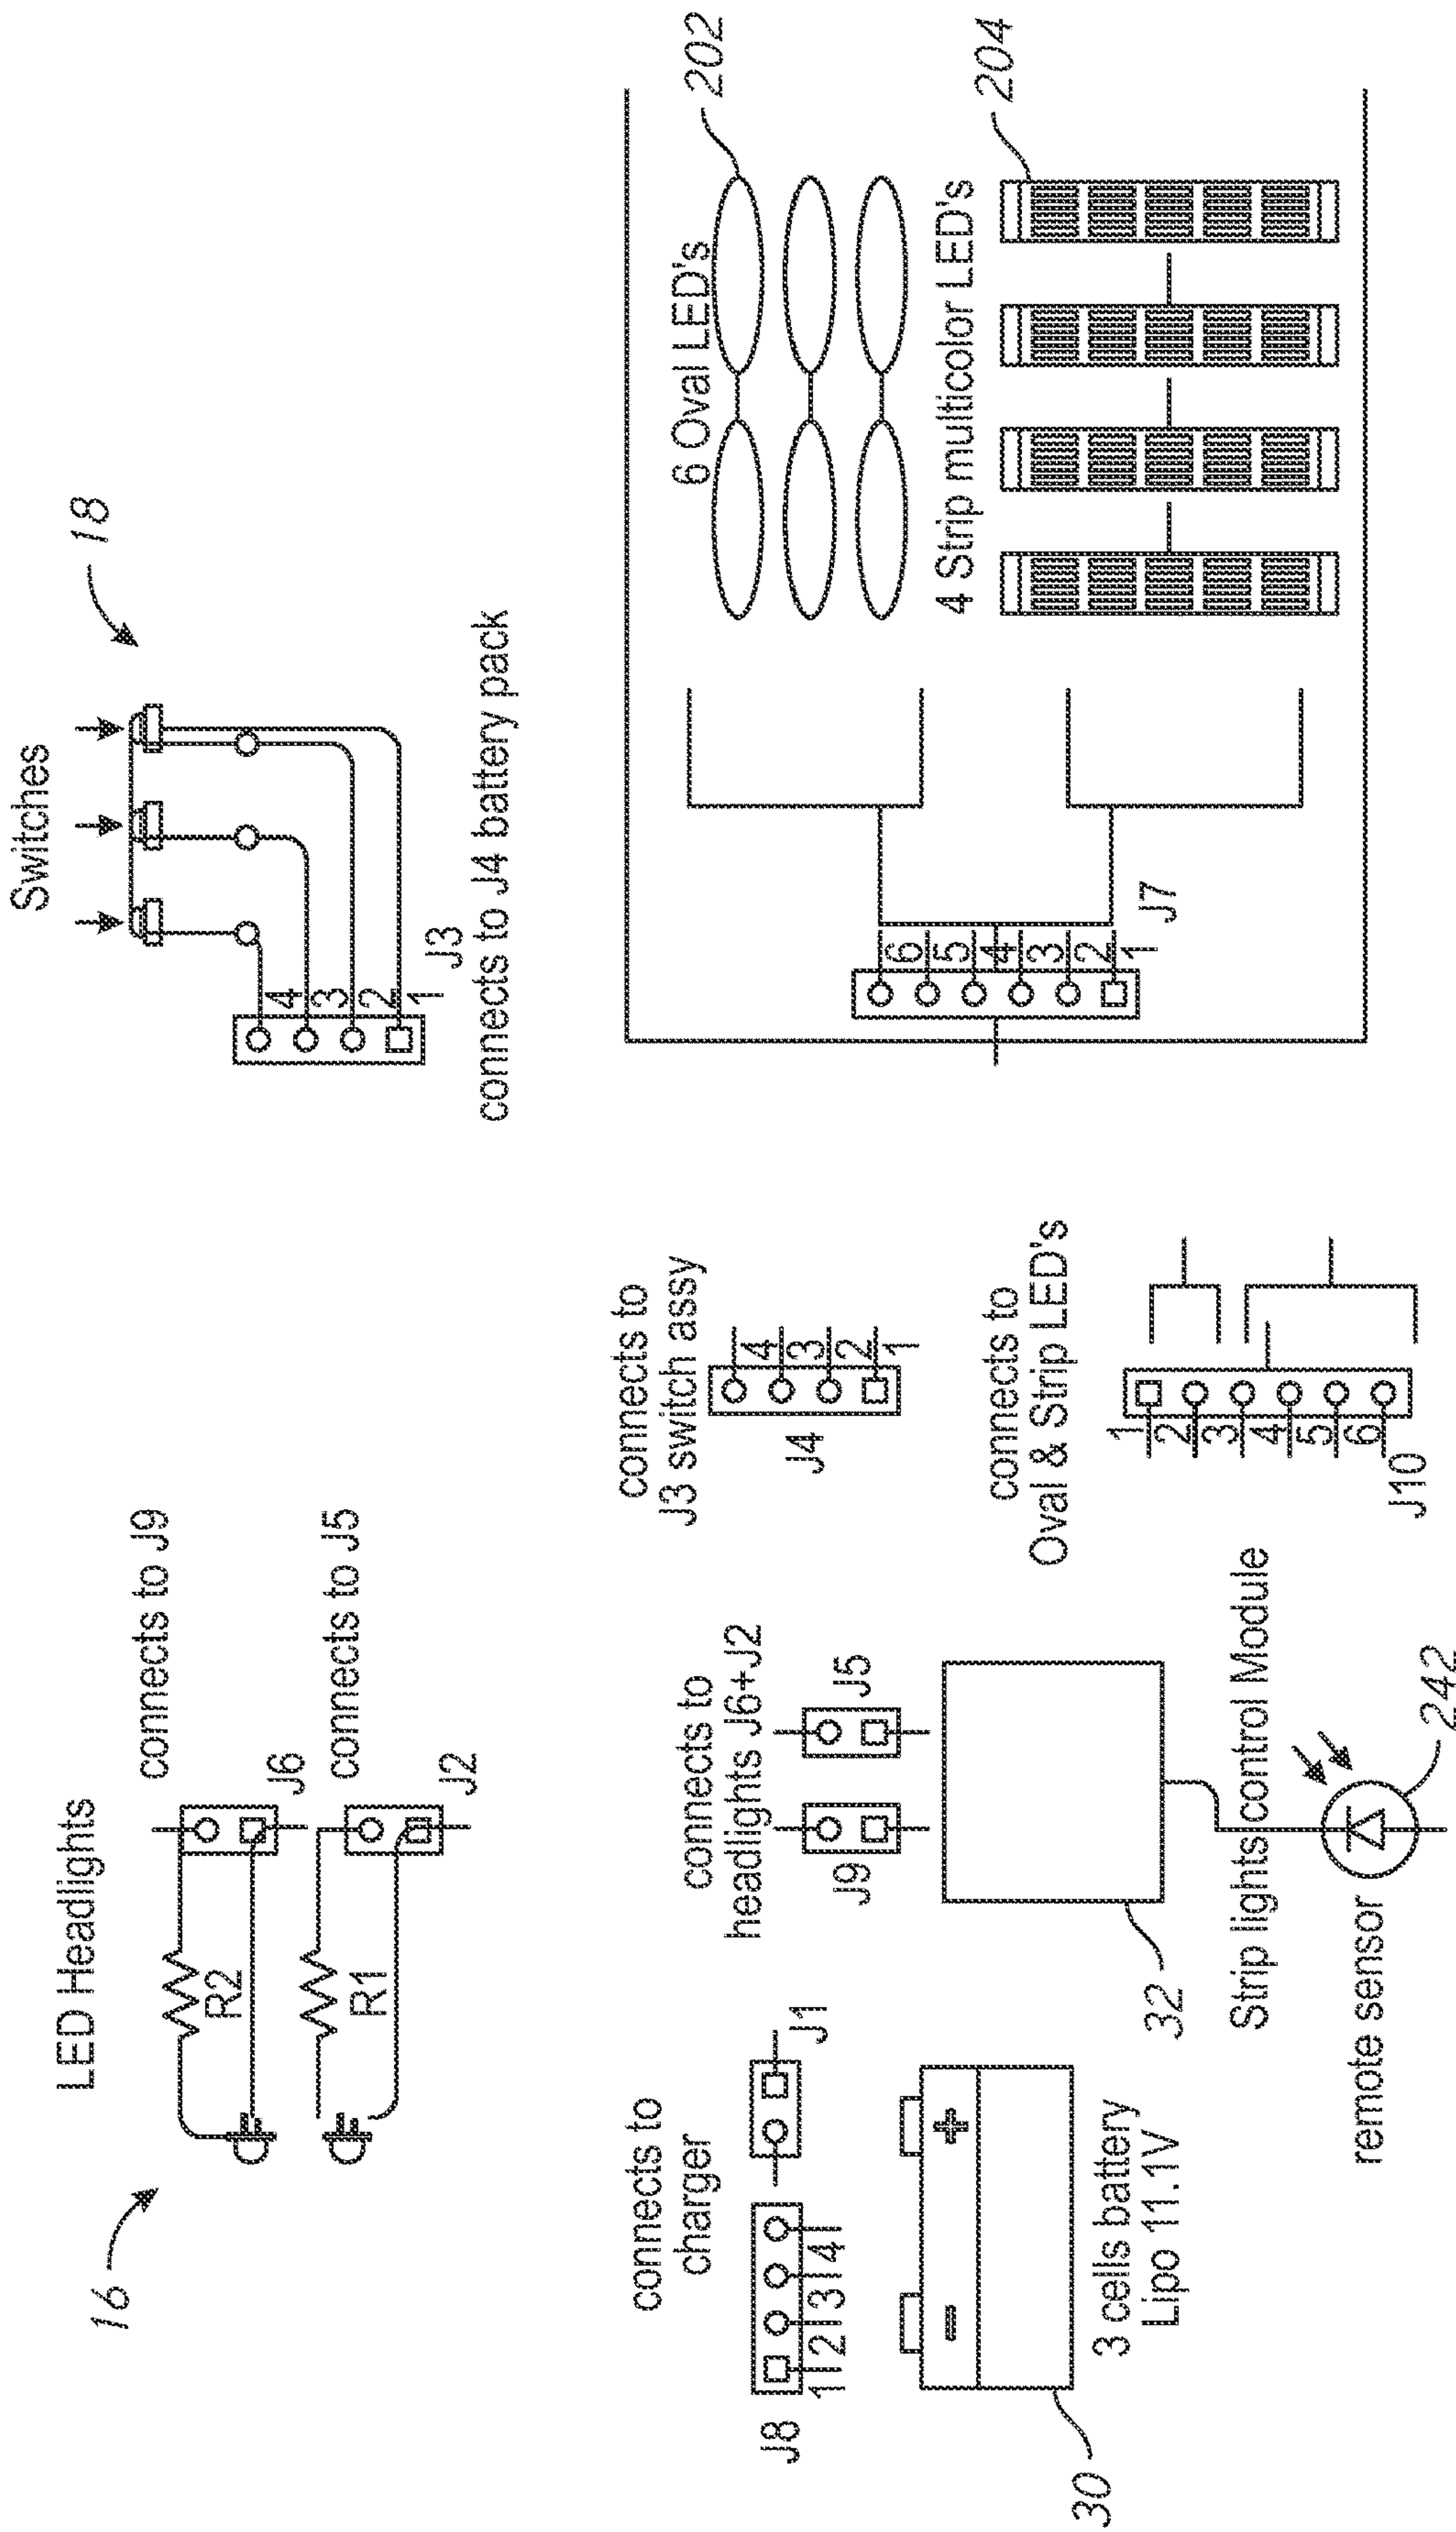 LED Headlights
16
R2
R1
connects to J9
J6
connects to J5
J2
Switches
18
4
3
2
1
J3
connects to J4 battery pack
connects to
charger
J8
1
2
3
4
J1
3 cells battery
Lipo 11.1V
30
connects to
headlights J6+J2
J9
J5
32
Strip lights control Module
remote sensor
242
connects to
J3 switch assy
J4
4
3
2
1
connects to
Oval & Strip LED's
1
2
3
4
5
6
J10
6
5
4
3
2
1
J7
6 Oval LED's
202
4 Strip multicolor LED's
204